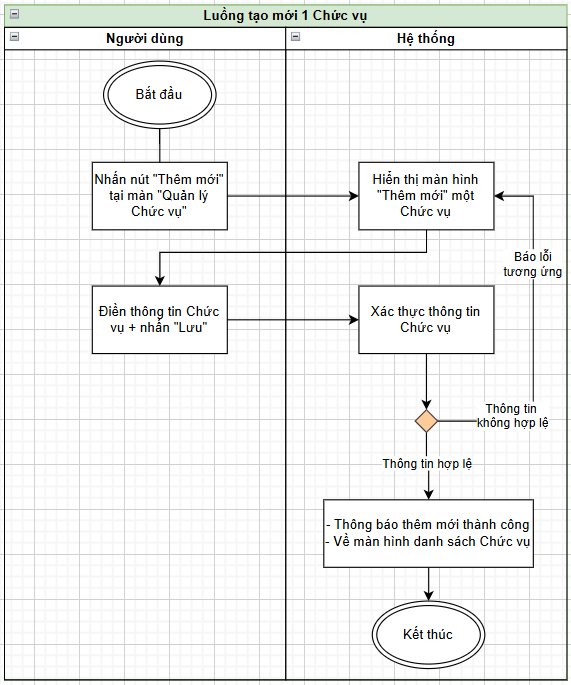 Luồng tạo mới 1 Chức vụ
Người dùng
Hệ thống
Bắt đầu
Nhấn nút "Thêm mới"
tại màn "Quản lý
Chức vụ"
Hiển thị màn hình
"Thêm mới" một
Chức vụ
Báo lỗi
tương ứng
Điền thông tin Chức
vụ + nhấn "Lưu"
Xác thực thông tin
Chức vụ
Thông tin
không hợp lệ
Thông tin hợp lệ
- Thông báo thêm mới thành công
- Về màn hình danh sách Chức vụ
Kết thúc